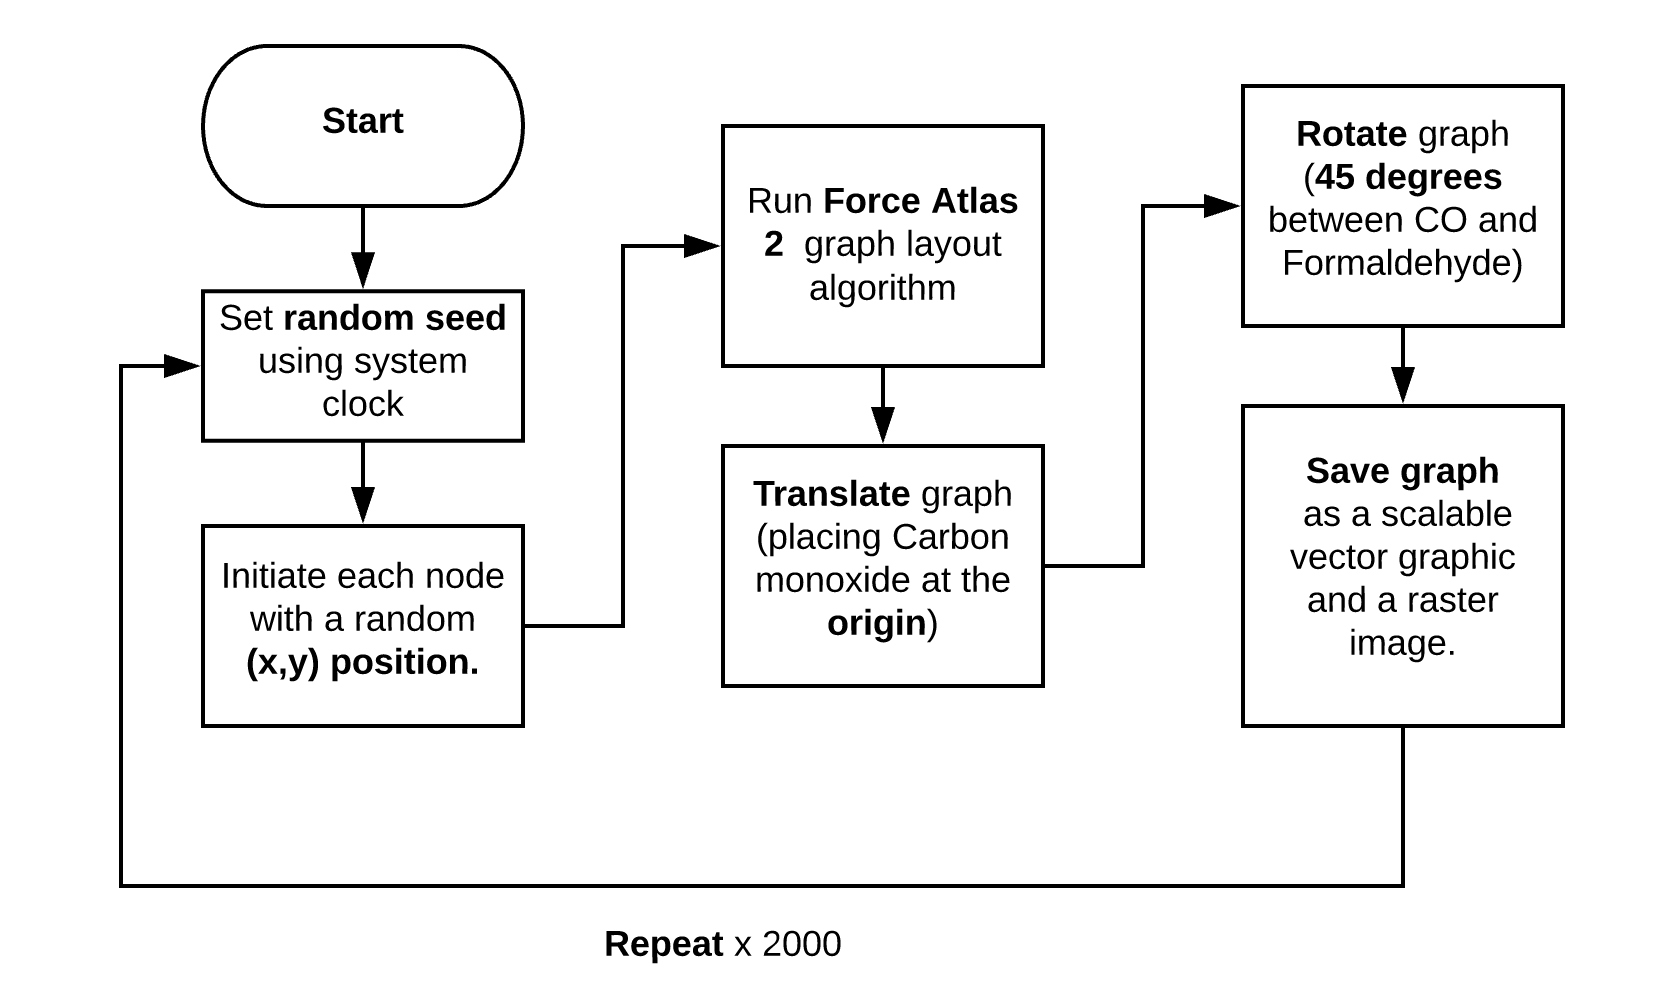 Start
Set random seed
using system
clock
Initiate each node
with a random
(x,y) position.
Run Force Atlas
2 graph layout
algorithm
Translate graph
(placing Carbon
monoxide at the
origin)
Rotate graph
(45 degrees
between CO and
Formaldehyde)
Save graph
as a scalable
vector graphic
and a raster
image.
Repeat x 2000